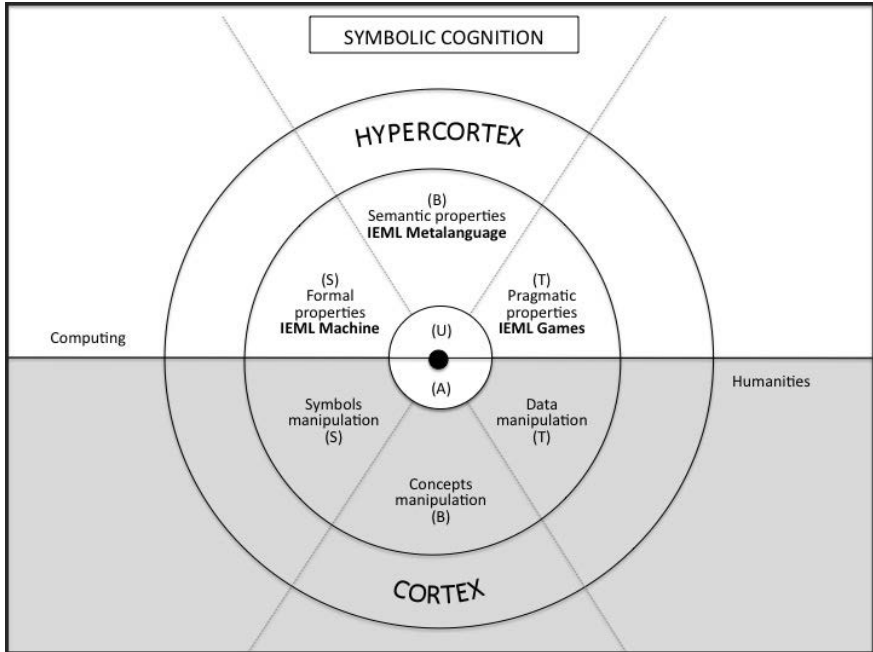 SYMBOLIC COGNITION
HYPERCORTEX
(B)
Semantic properties
IEML Metalanguage
(S)
Formal
properties
IEML Machine
(T)
Pragmatic
properties
IEML Games
(U)
Computing
(A)
Humanities
Symbols
manipulation
(S)
Data
manipulation
(T)
Concepts
manipulation
(B)
CORTEX